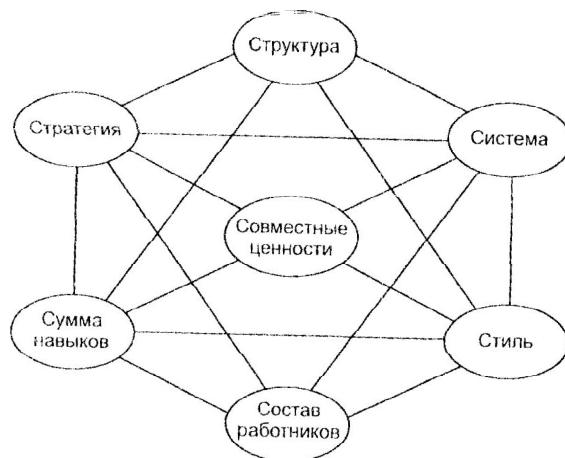 Структура
Стратегия
Система
Совместные
ценности
Сумма
навыков
Стиль
Состав
работников